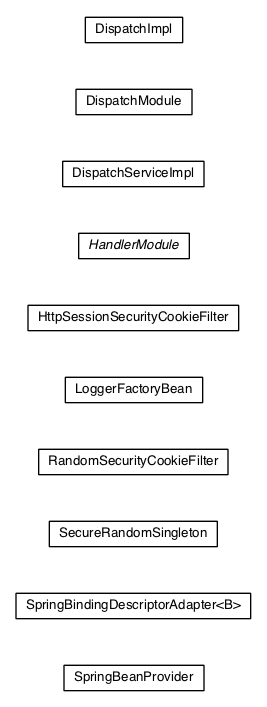 DispatchImpl
DispatchModule
DispatchServiceImpl
HandlerModule
HttpSessionSecurityCookieFilter
LoggerFactoryBean
RandomSecurityCookieFilter
SecureRandomSingleton
SpringBindingDescriptorAdapter<B>
SpringBeanProvider